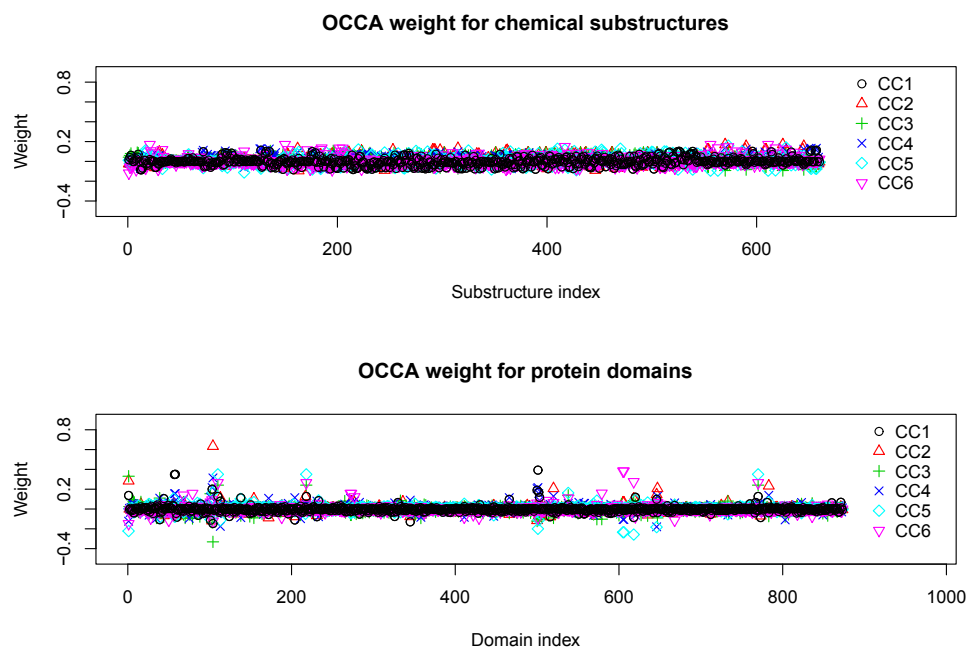 OCCA weight for chemical substructures
Weight
0.8
0.2
−0.4
CC1
CC2
CC3
CC4
CC5
CC6
0 200 400 600
Substructure index
OCCA weight for protein domains
Weight
0.8
0.2
−0.4
CC1
CC2
CC3
CC4
CC5
CC6
0 200 400 600 800 1000
Domain index